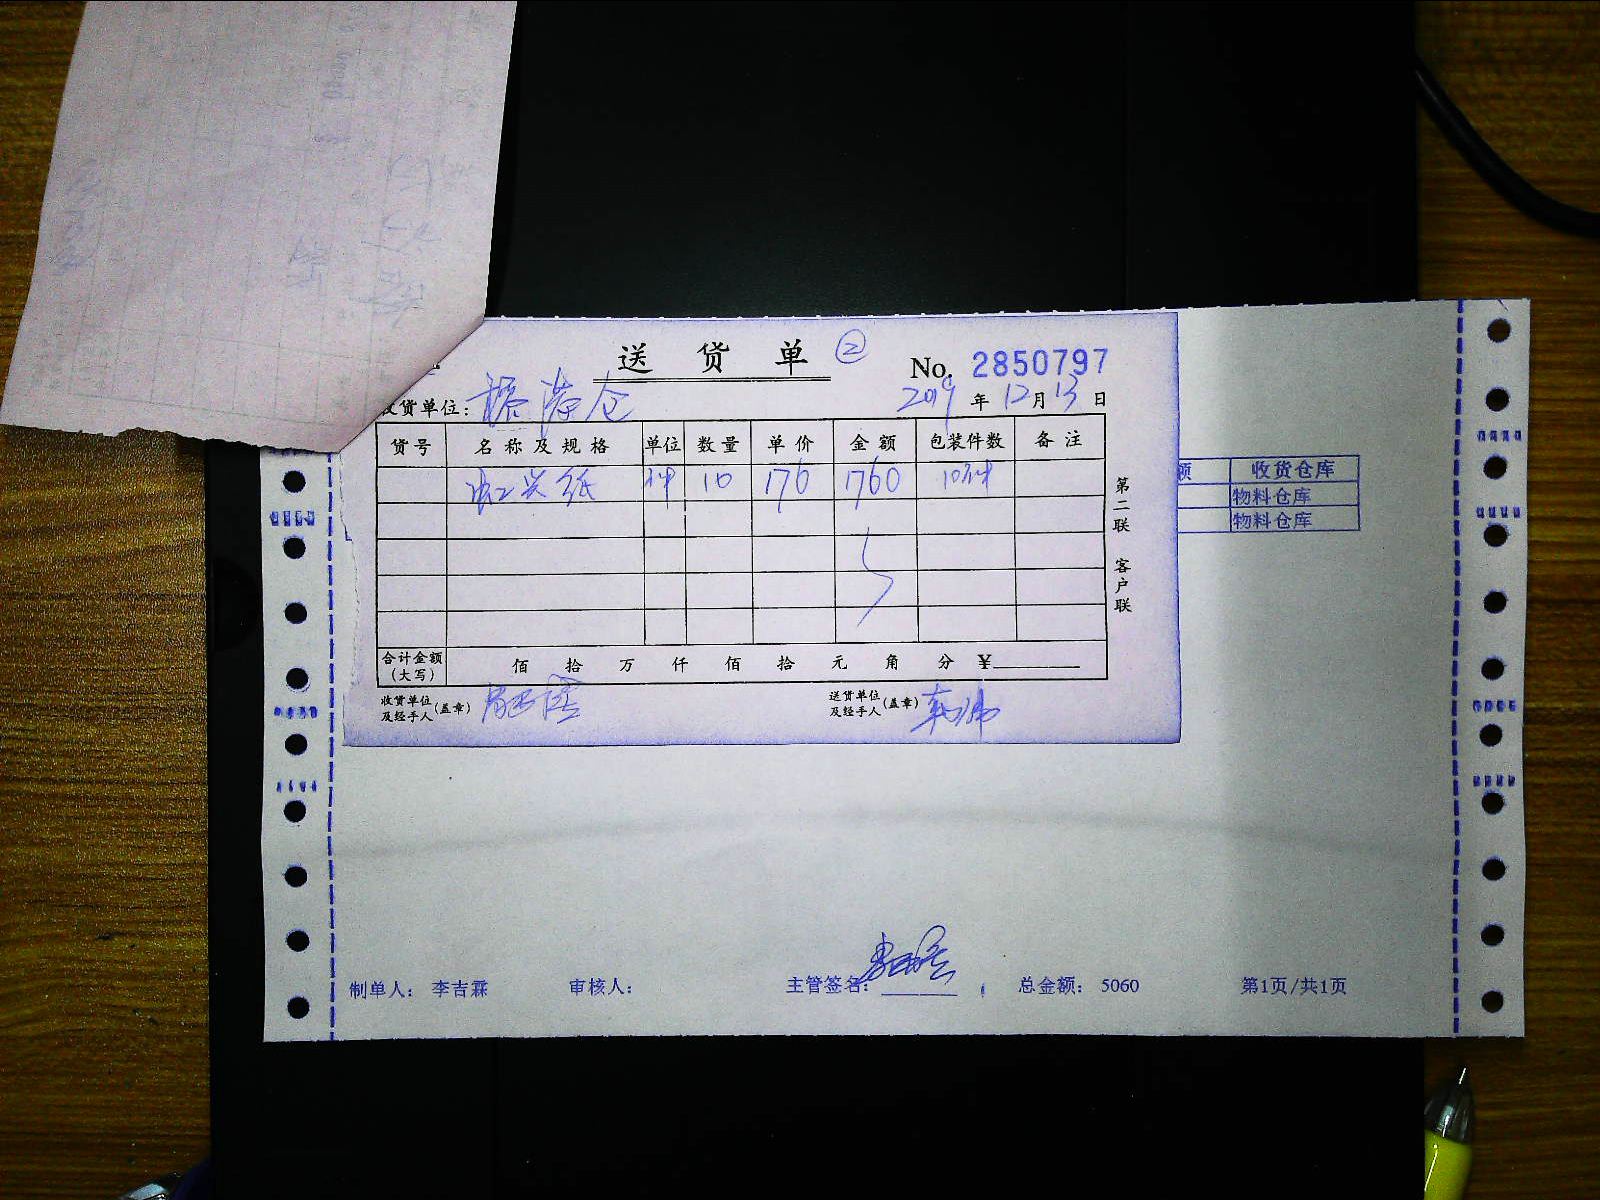 送 货 单 ②
No. 2850797
收货单位：
2019 年 12 月 13 日
货号 名称及规格 单位 数量 单价 金额 包装件数 备注
纸 10 176 1760 10
第二联 客户联
合计金额（大写） 佰 拾 万 仟 佰 拾 元 角 分 ¥
收货单位及经手人（盖章） 送货单位及经手人（盖章）
额 收货仓库
物料仓库
物料仓库
制单人： 李吉霖 审核人： 主管签名： 总金额： 5060 第1页/共1页